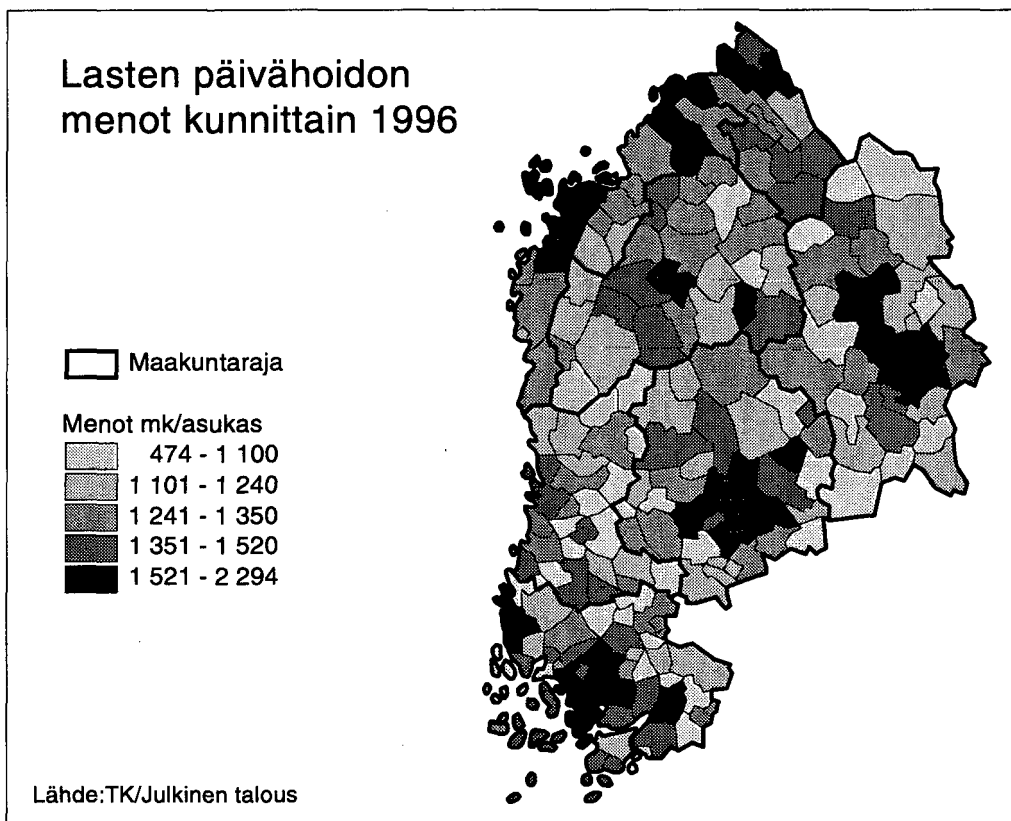 Lasten päivähoidon
menot kunnittain 1996
Maakuntaraja
Menot mk/asukas
474 - 1 100
1 101 - 1 240
1 241 - 1 350
1 351 - 1 520
1 521 - 2 294
Lähde:TK/Julkinen talous